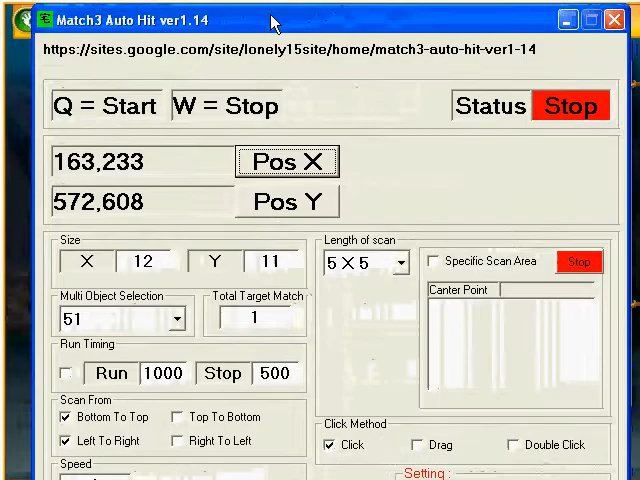 Match3 Auto Hit ver1.14
https://sites.google.com/site/lonely15site/home/match3-auto-hit-ver1-14
Q = Start W = Stop Status Stop
163,233 Pos X
572,608 Pos Y
Size
X 12 Y 11
Length of scan
5 X 5
Specific Scan Area Stop
Canter Point
Multi Object Selection
51
Total Target Match
1
Run Timing
Run 1000 Stop 500
Scan From
Bottom To Top Top To Bottom
Left To Right Right To Left
Click Method
Click Drag Double Click
Speed
Setting :